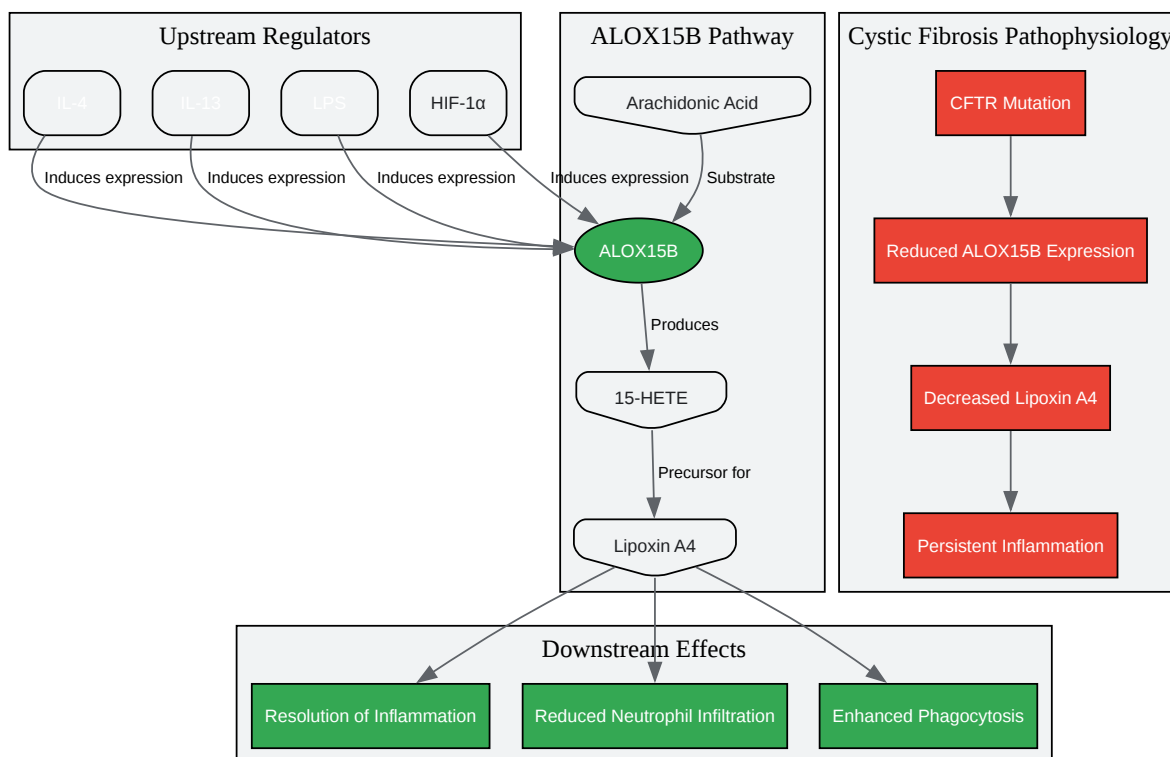 Upstream Regulators
ALOX15B Pathway
Cystic Fibrosis Pathophysiology
IL-4
IL-13
LPS
HIF-1α
Arachidonic Acid
CFTR Mutation
Induces expression
Induces expression
Induces expression
Induces expression
Substrate
ALOX15B
Reduced ALOX15B Expression
Produces
15-HETE
Decreased Lipoxin A4
Precursor for
Lipoxin A4
Persistent Inflammation
Downstream Effects
Resolution of Inflammation
Reduced Neutrophil Infiltration
Enhanced Phagocytosis